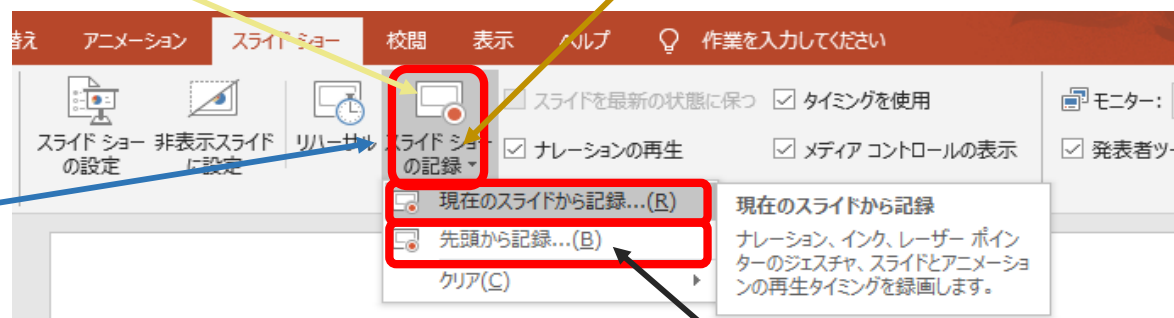 替え アニメーション スライド ショー 校閲 表示 ヘルプ 作業を入力してください
スライド ショー
の設定
非表示スライド
に設定
リハーサル
スライド ショー
の記録
スライドを最新の状態に保つ
ナレーションの再生
タイミングを使用
メディア コントロールの表示
モニター:
発表者ツー
現在のスライドから記録...(R)
先頭から記録...(B)
クリア(C)
現在のスライドから記録
ナレーション、インク、レーザー ポイン
ターのジェスチャ、スライドとアニメーショ
ンの再生タイミングを録画します。